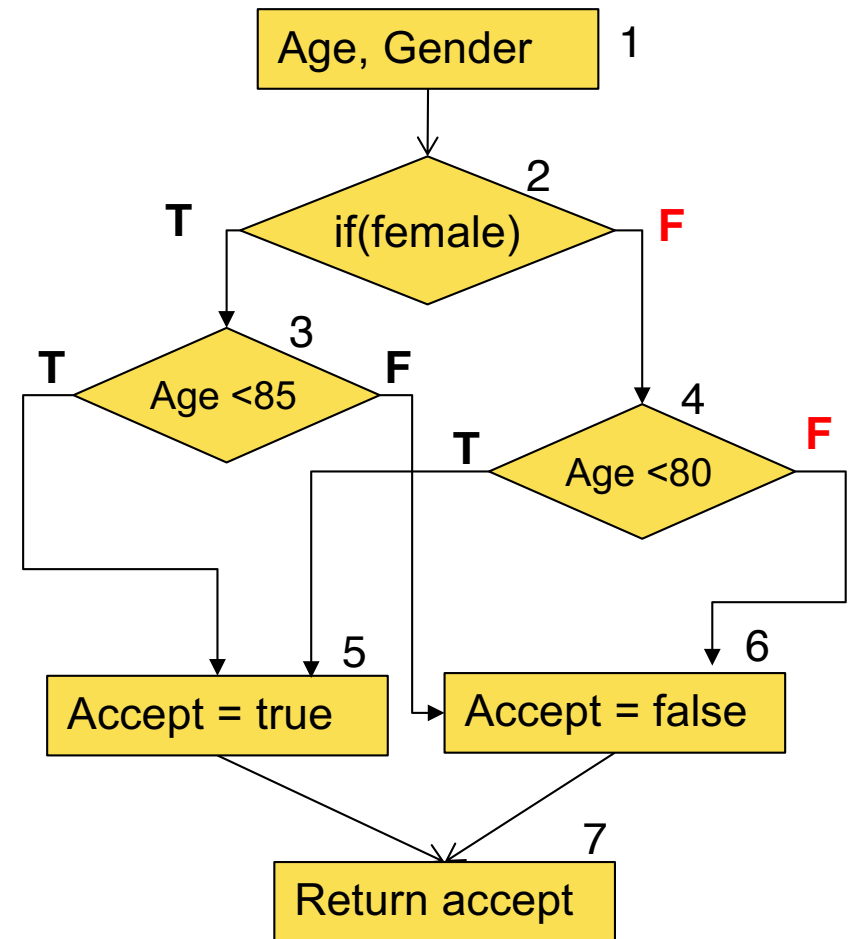 Age, Gender
1
2
T
if(female)
F
3
T
F
Age <85
4
T
Age <80
F
5
6
Accept = true
Accept = false
7
Return accept